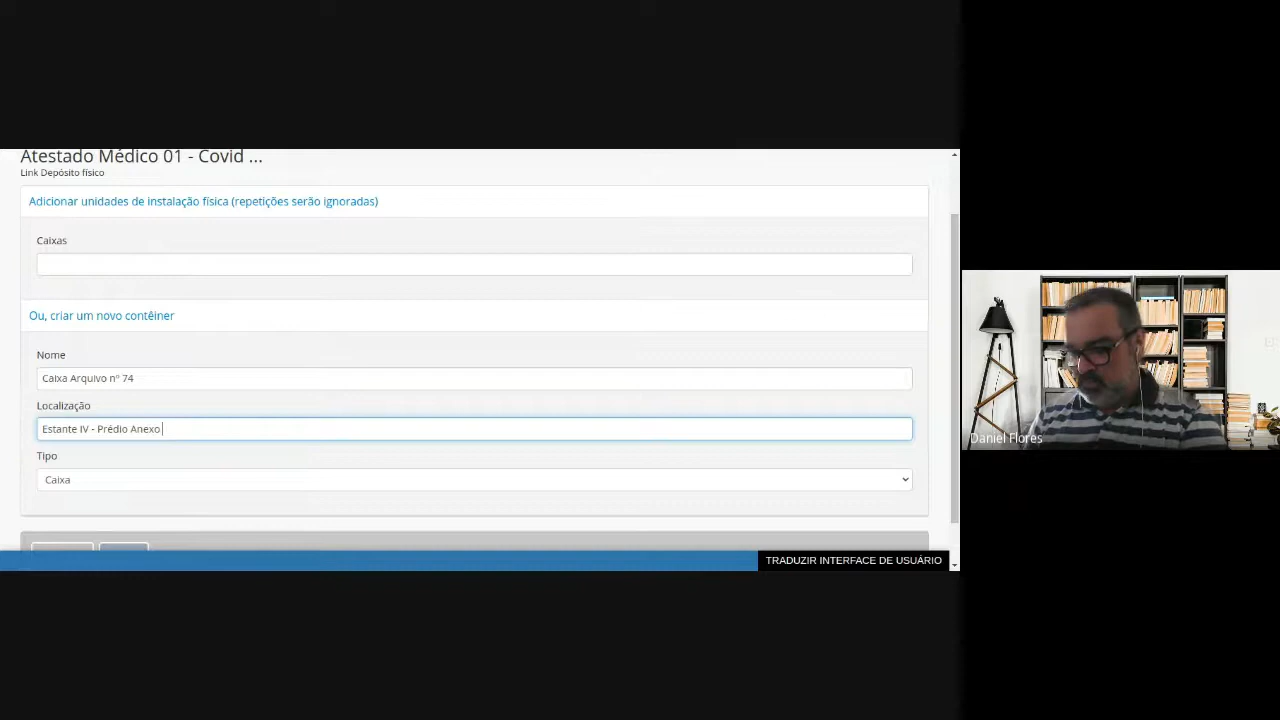 Atestado Médico 01 - Covid ...
Link Depósito físico
Adicionar unidades de instalação física (repetições serão ignoradas)
Caixas
Ou, criar um novo contêiner
Nome
Caixa Arquivo nº 74
Localização
Estante IV - Prédio Anexo
Tipo
Caixa
TRADUZIR INTERFACE DE USUÁRIO
Daniel Flores